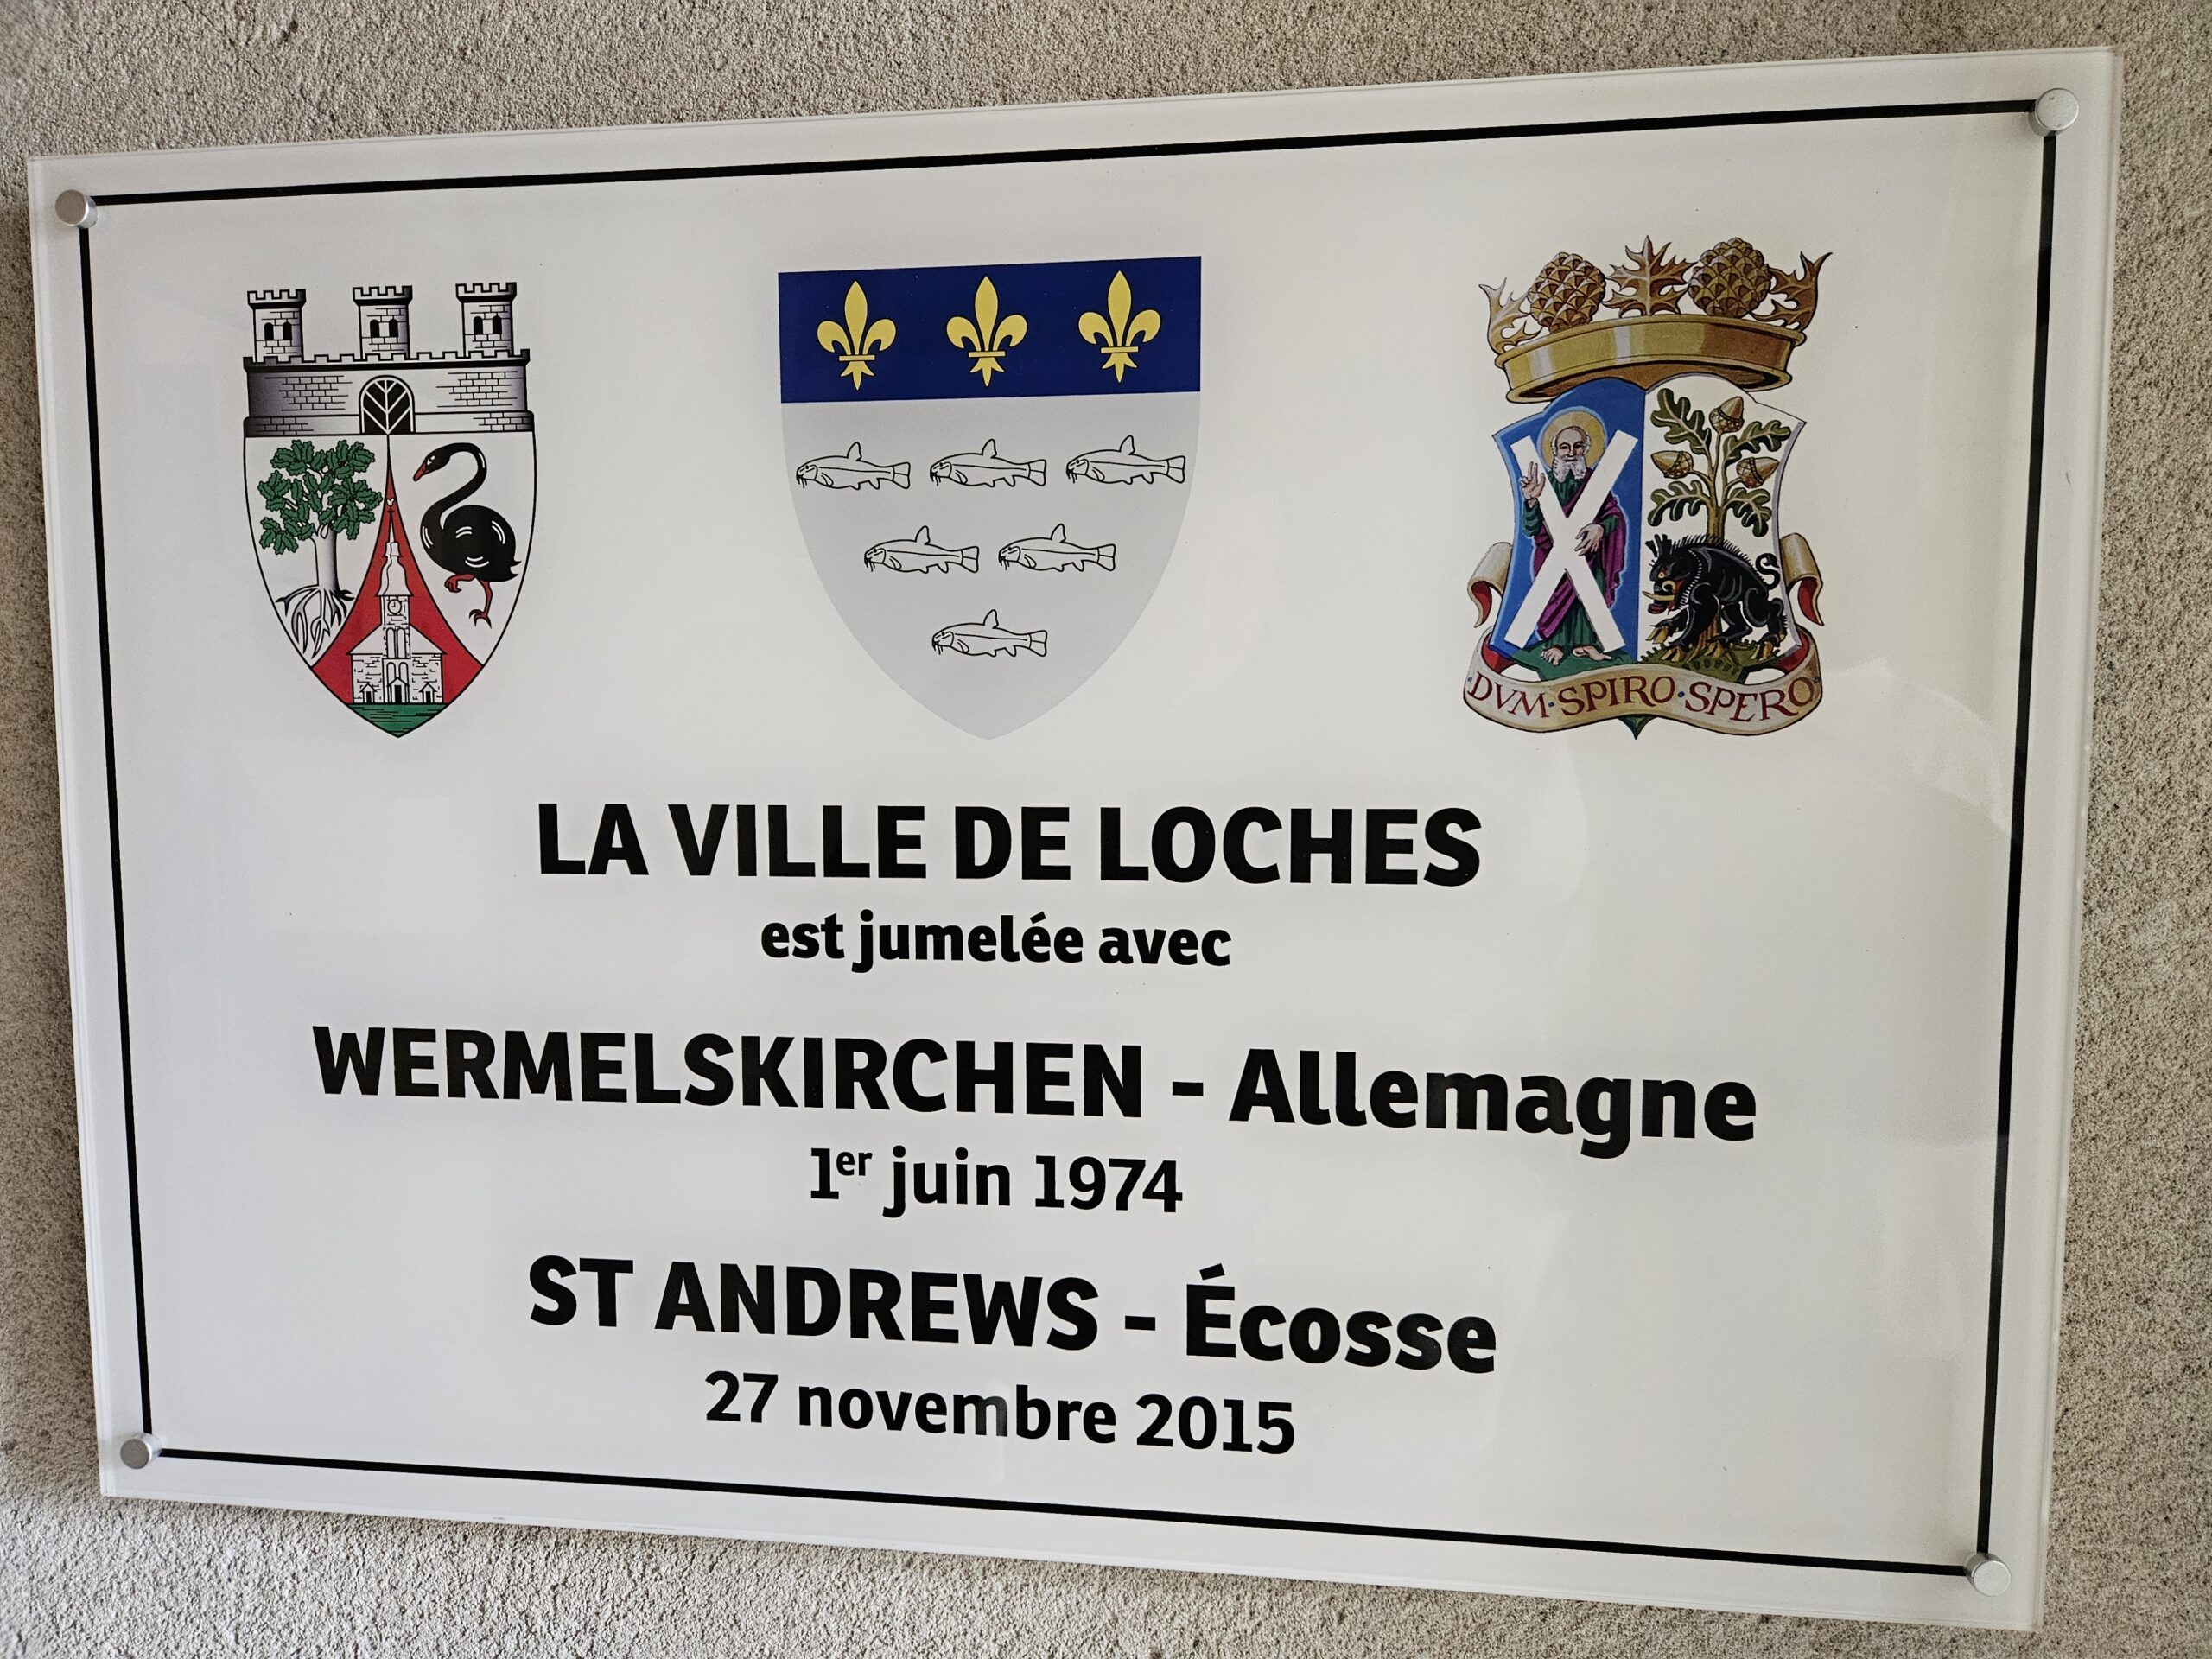 DVM·SPIRO·SPERO
LA VILLE DE LOCHES
est jumelée avec
WERMELSKIRCHEN - Allemagne
1er juin 1974
ST ANDREWS - Écosse
27 novembre 2015